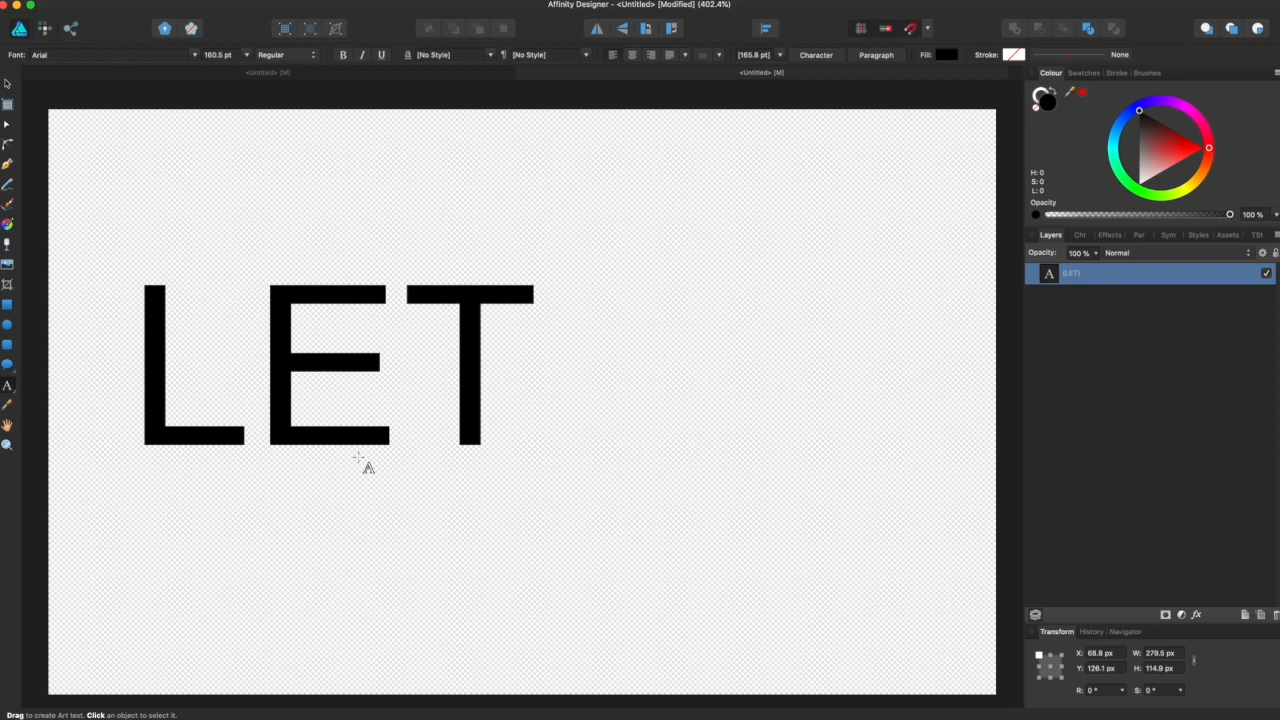 Affinity Designer - <Untitled> [Modified] (402.4%)
Font: Arial 160.5 pt Regular B I U a [No Style] ¶ [No Style] [165.8 pt] Character Paragraph Fill: Stroke: None
<Untitled> [M] <Untitled> [M]
Colour Swatches Stroke Brushes
H: 0
S: 0
L: 0
Opacity
100 %
Layers Chr Effects Par Sym Styles Assets TSt
Opacity: 100 % Normal
A (LET)
LET
A
fx
Transform History Navigator
X: 68.8 px W: 279.5 px
Y: 126.1 px H: 114.9 px
R: 0 ° S: 0 °
Drag to create Art text. Click an object to select it.